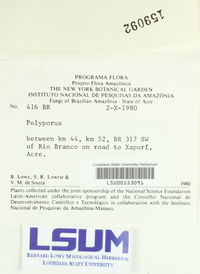 159092
PROGRAMA FLORA
Projeto Flora Amazônica
THE NEW YORK BOTANICAL GARDEN
INSTITUTO NACIONAL DE PESQUISAS DA AMAZÔNIA
Fungi of Brazilian Amazônia - State of Acre
No. 416 BR 2-X-1980
Polyporus
between km 44, km 52, BR 317 SW
of Rio Branco on road to Xapurí,
Acre.
Louisiana State University Herbarium
LSU00153095
B. Lowy, S. R. Lowrie &
V. M. de Souza 1980
Plants collected under the joint sponsorship of the National Science Foundation
Latin-American collaborative program and the Conselho Nacional de
Desenvolvimento Científico e Tecnológico in collaboration with the Instituto
Nacional de Pesquisas da Amazônia-Manaus.
LSUM
BERNARD LOWY MYCOLOGICAL HERBARIUM
LOUISIANA STATE UNIVERSITY